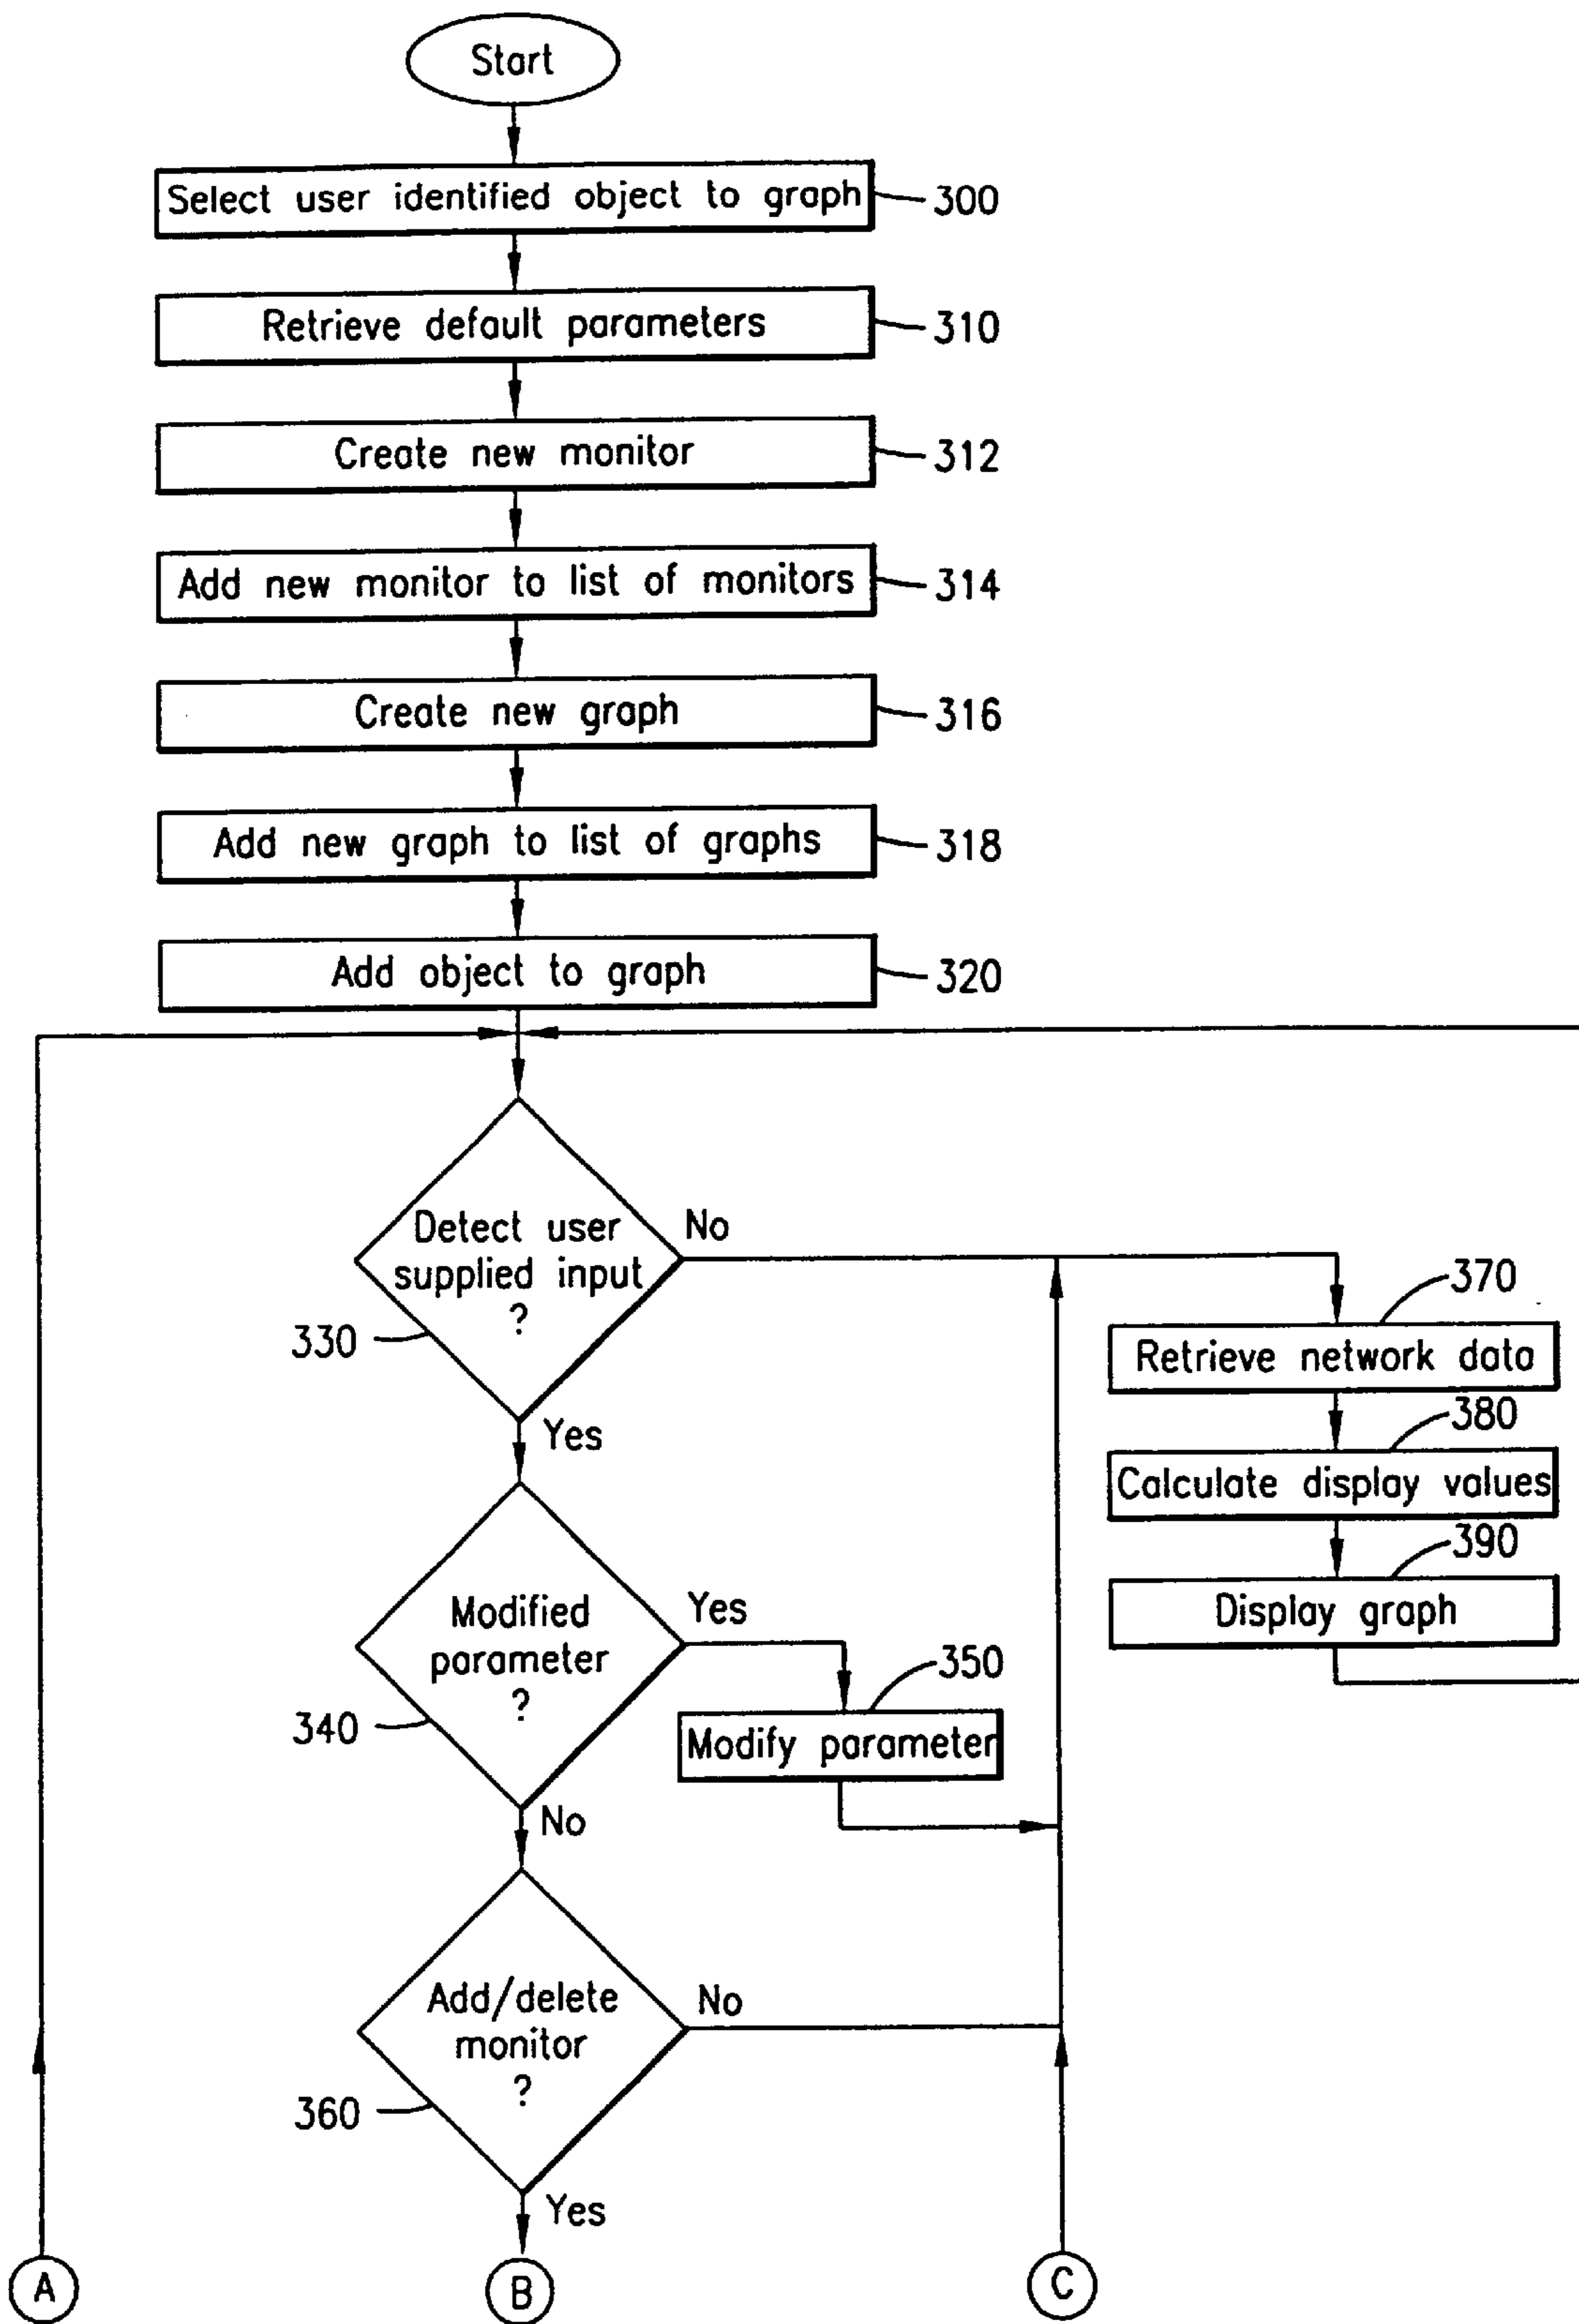 Start
Select user identified object to graph
300
Retrieve default parameters
310
Create new monitor
312
Add new monitor to list of monitors
314
Create new graph
316
Add new graph to list of graphs
318
Add object to graph
320
Detect user
supplied input
?
No
330
Yes
370
Retrieve network data
380
Calculate display values
390
Display graph
Modified
parameter
?
Yes
340
350
Modify parameter
No
Add/delete
monitor
?
No
360
Yes
A
B
C